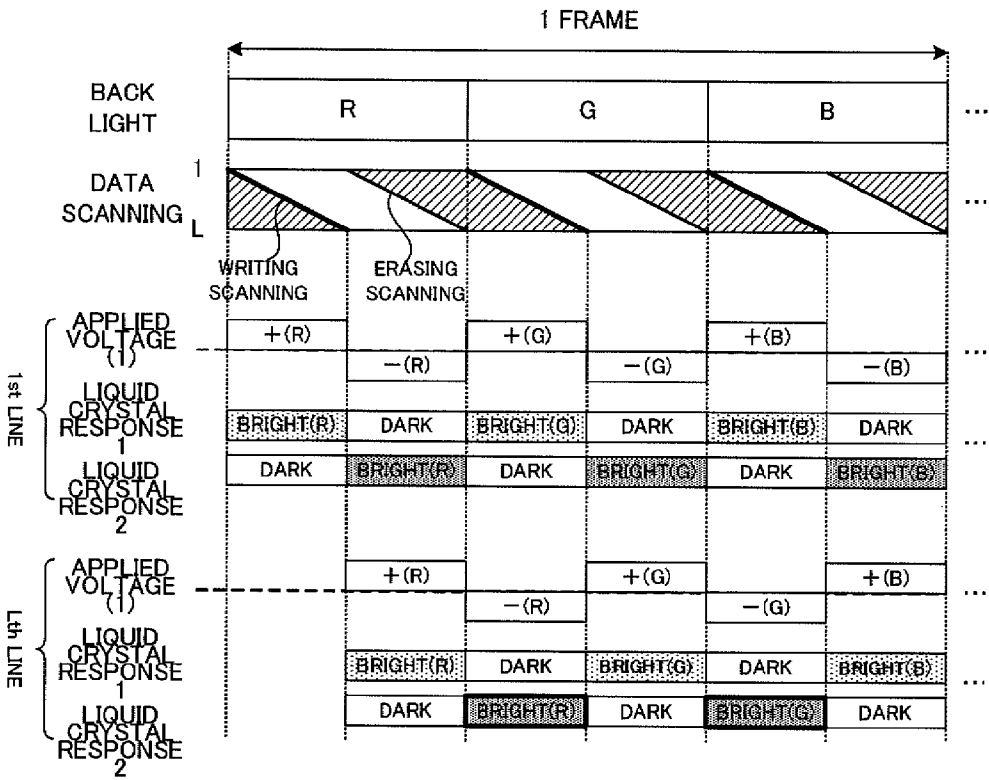 1 FRAME
BACK
LIGHT
R G B ...
DATA
SCANNING
1
L
...
WRITING
SCANNING
ERASING
SCANNING
1st LINE
APPLIED
VOLTAGE
(1)
+(R) +(G) +(B)
−(R) −(G) −(B)
...
LIQUID
CRYSTAL
RESPONSE
1
BRIGHT(R) DARK BRIGHT(G) DARK BRIGHT(B) DARK ...
LIQUID
CRYSTAL
RESPONSE
2
DARK BRIGHT(R) DARK BRIGHT(G) DARK BRIGHT(B)
Lth LINE
APPLIED
VOLTAGE
(1)
+(R) +(G) +(B)
−(R) −(G)
...
LIQUID
CRYSTAL
RESPONSE
1
BRIGHT(R) DARK BRIGHT(G) DARK BRIGHT(B) ...
LIQUID
CRYSTAL
RESPONSE
2
DARK BRIGHT(R) DARK BRIGHT(G) DARK